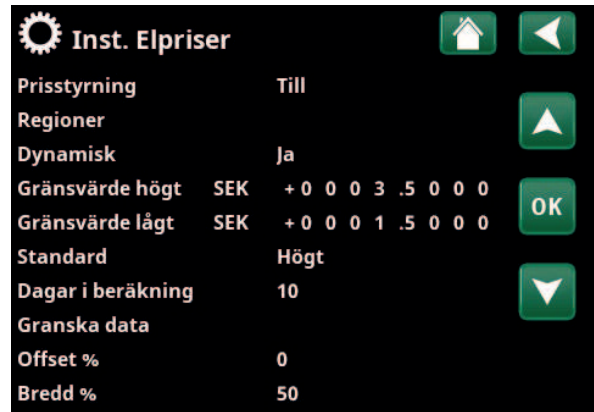 Inst. Elpriser
Prisstyrning Till
Regioner
Dynamisk Ja
Gränsvärde högt SEK +0 0 0 3 .5 0 0 0
Gränsvärde lågt SEK +0 0 0 1 .5 0 0 0
OK
Standard Högt
Dagar i beräkning 10
Granska data
Offset % 0
Bredd % 50